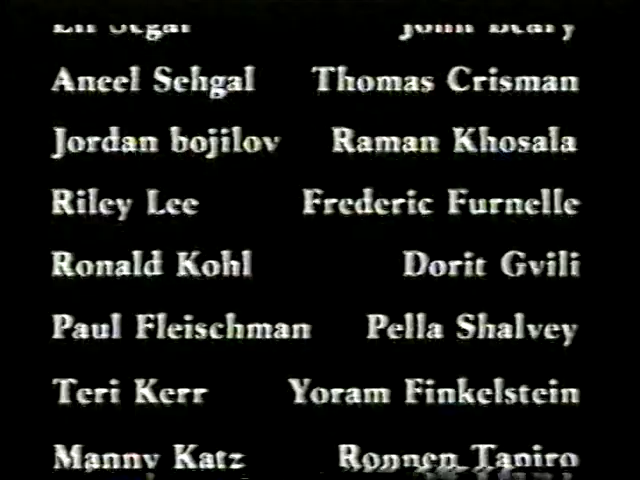 Aneel Sehgal Thomas Crisman
Jordan bojilov Raman Khosala
Riley Lee Frederic Furnelle
Ronald Kohl Dorit Gvili
Paul Fleischman Pella Shalvey
Teri Kerr Yoram Finkelstein
Manny Katz Ronnen Taniro